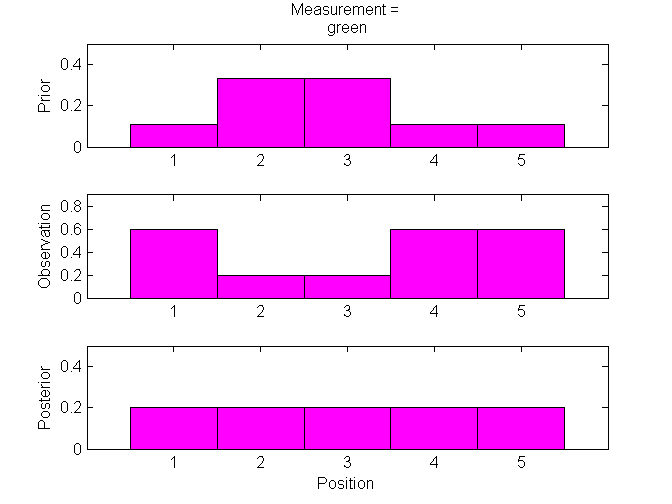 Measurement =
green
Prior
0.4
0.2
0
1 2 3 4 5
Observation
0.8
0.6
0.4
0.2
0
1 2 3 4 5
Posterior
0.4
0.2
0
1 2 3 4 5
Position